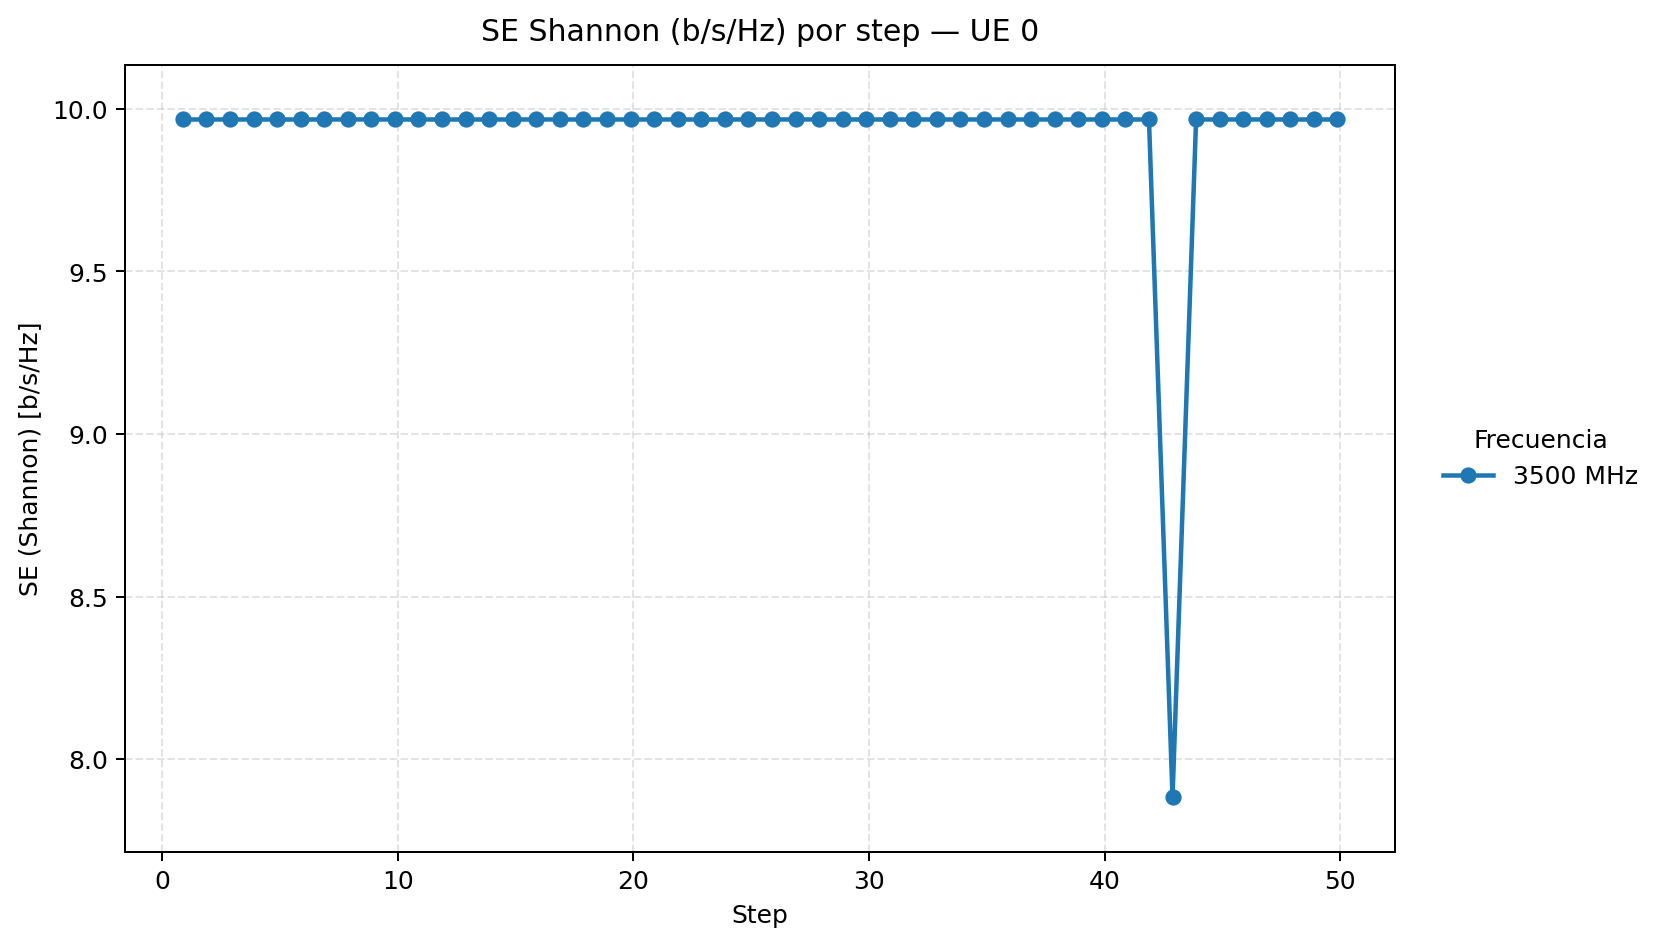 SE Shannon (b/s/Hz) por step — UE 0
SE (Shannon) [b/s/Hz]
10.0
9.5
9.0
8.5
8.0
0 10 20 30 40 50
Step
Frecuencia
3500 MHz